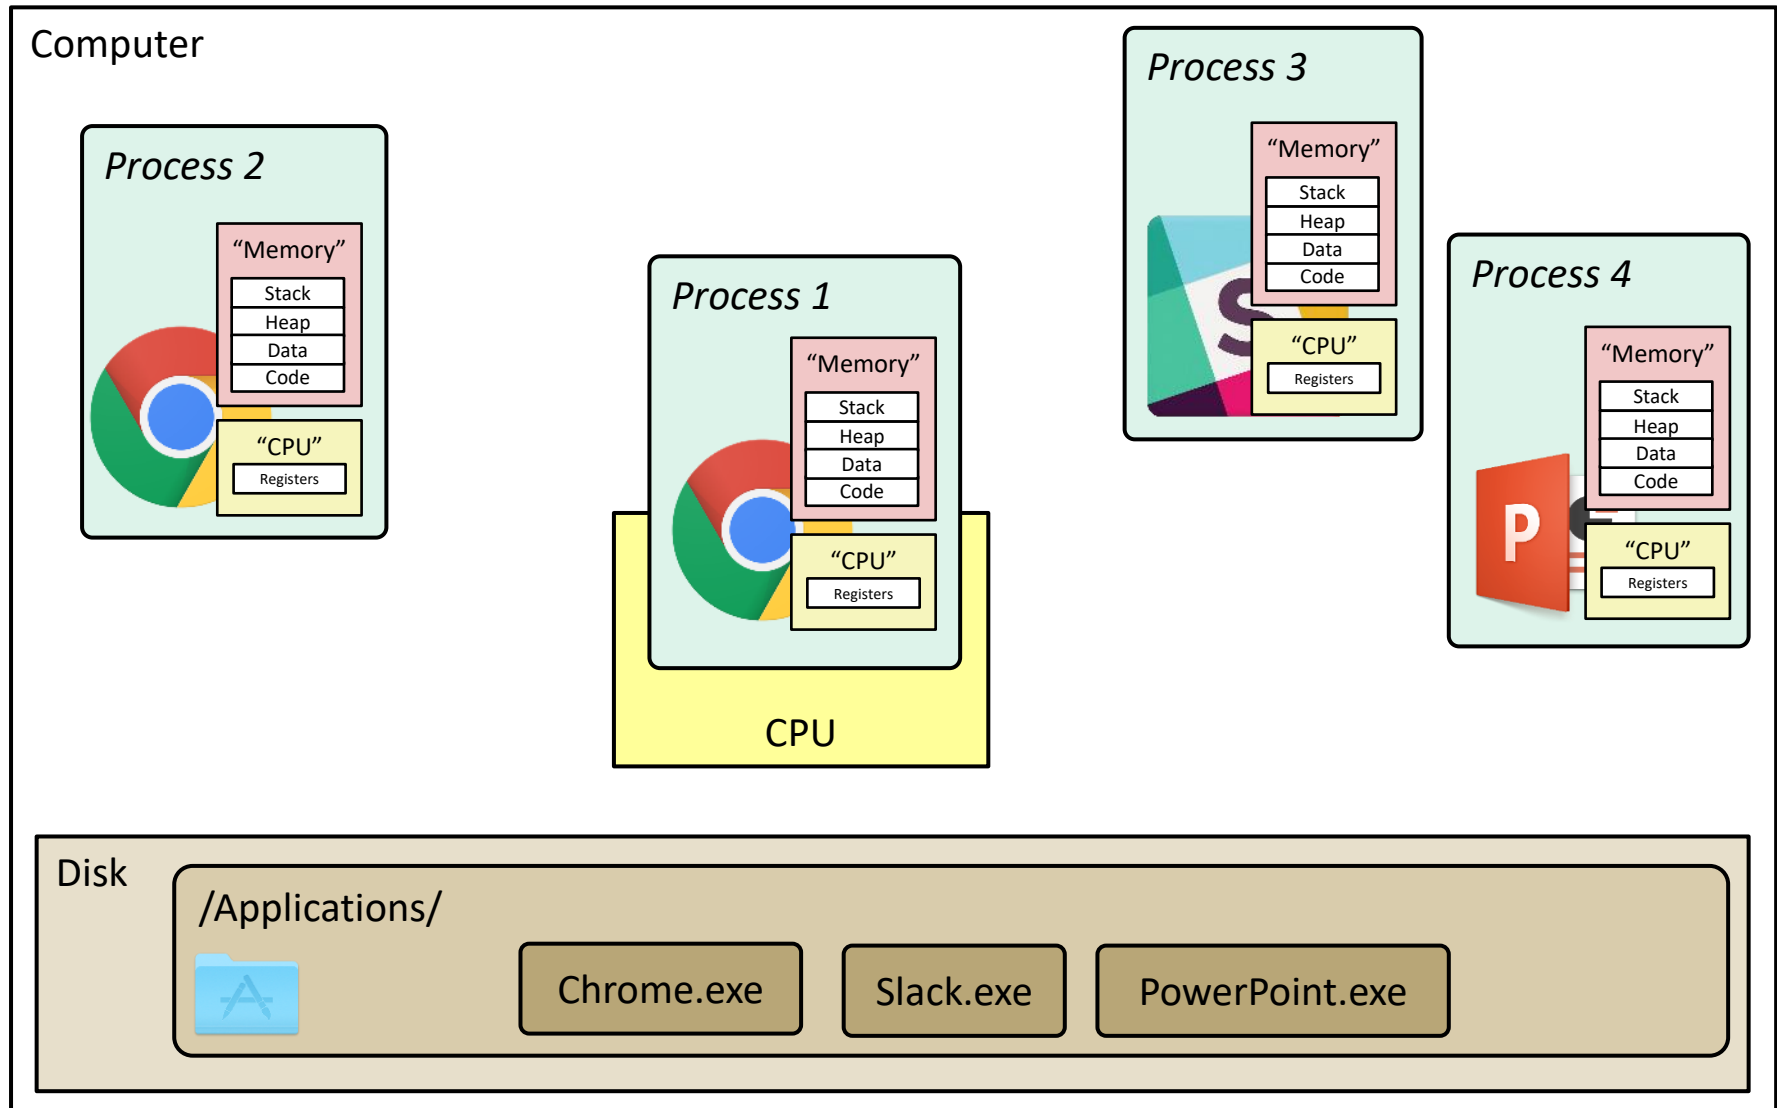 Computer
Process 2
“Memory”
Stack
Heap
Data
Code
“CPU”
Registers
Process 1
“Memory”
Stack
Heap
Data
Code
“CPU”
Registers
CPU
Process 3
“Memory”
Stack
Heap
Data
Code
S
“CPU”
Registers
Process 4
“Memory”
Stack
Heap
Data
Code
P
“CPU”
Registers
Disk
/Applications/
Chrome.exe
Slack.exe
PowerPoint.exe